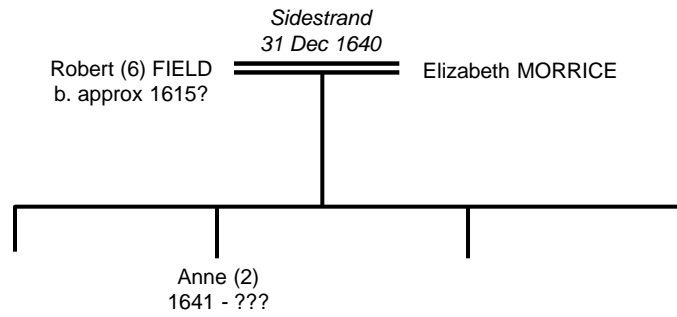 Sidestrand
31 Dec 1640
Robert (6) FIELD
b. approx 1615?
Elizabeth MORRICE
Anne (2)
1641 - ???